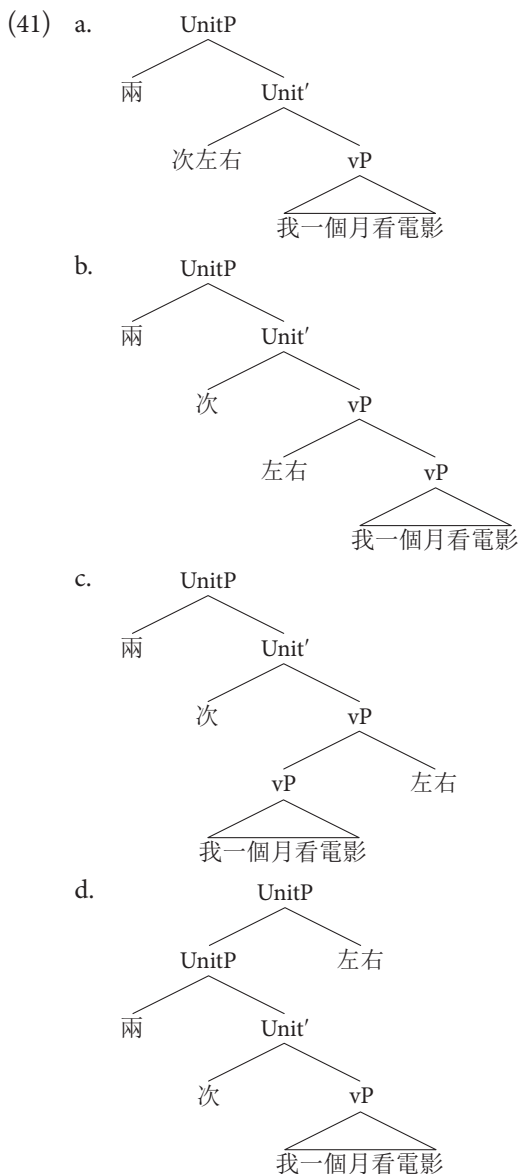 (41) a. UnitP
兩 Unit′
次左右 vP
我一個月看電影
b. UnitP
兩 Unit′
次 vP
左右 vP
我一個月看電影
c. UnitP
兩 Unit′
次 vP
vP 左右
我一個月看電影
d. UnitP
UnitP 左右
兩 Unit′
次 vP
我一個月看電影